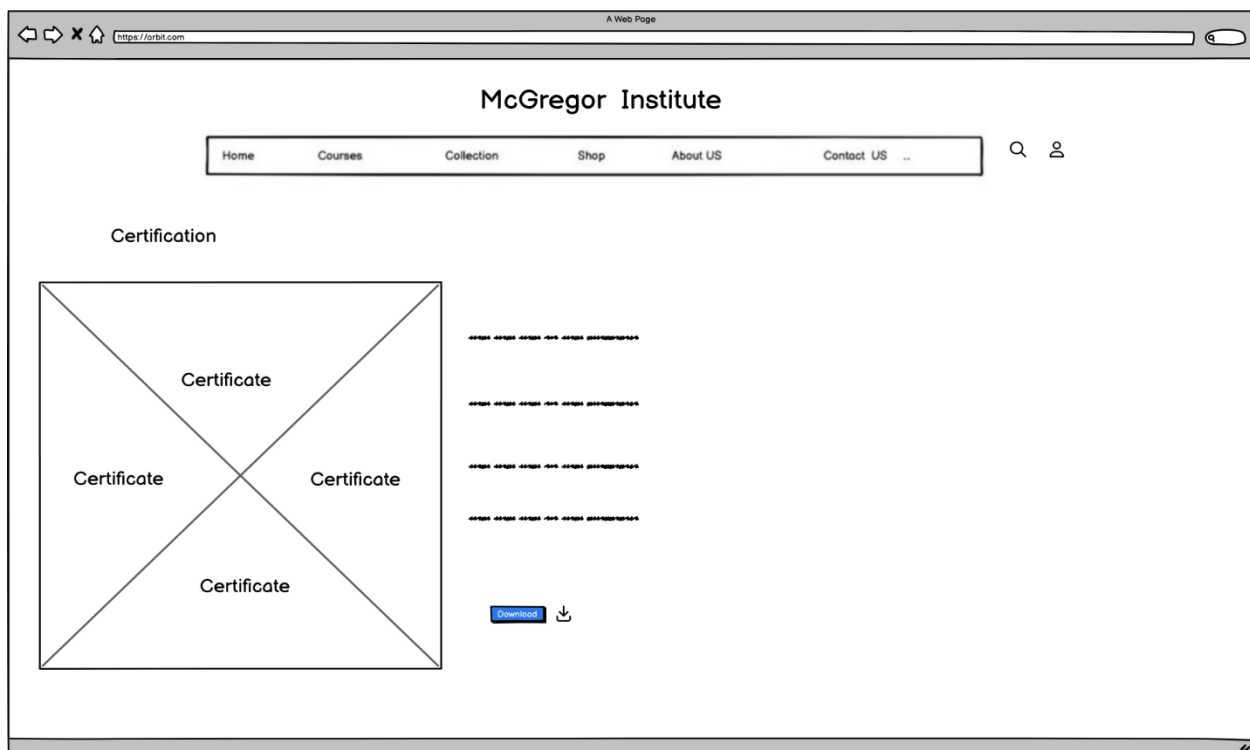 A Web Page
https://orbit.com
McGregor Institute
Home Courses Collection Shop About US Contact US ...
Certification
Certificate
Certificate Certificate
Certificate
Download